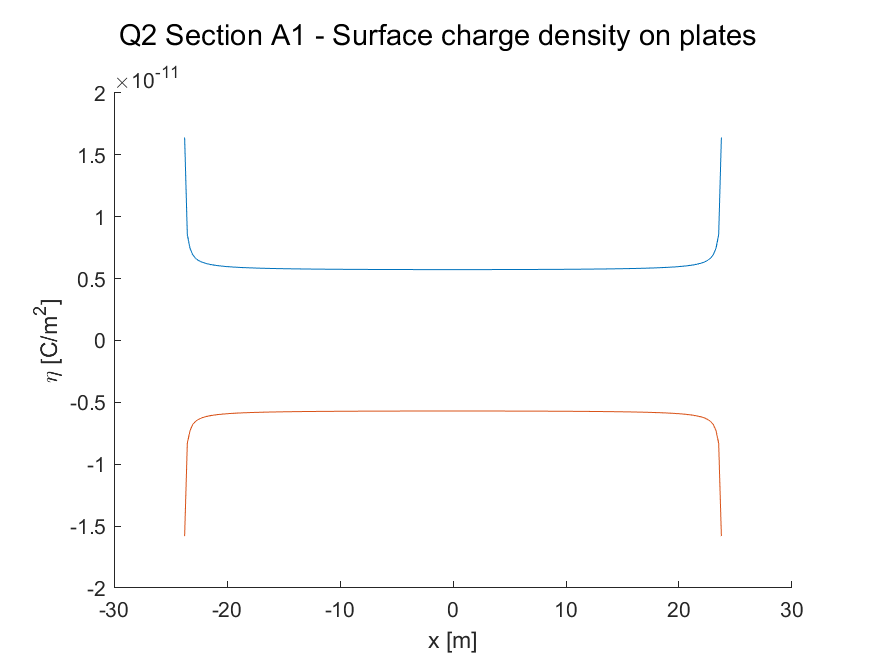 Q2 Section A1 - Surface charge density on plates
×10⁻¹¹
2
1.5
1
0.5
0
-0.5
-1
-1.5
-2
η [C/m²]
-30 -20 -10 0 10 20 30
x [m]